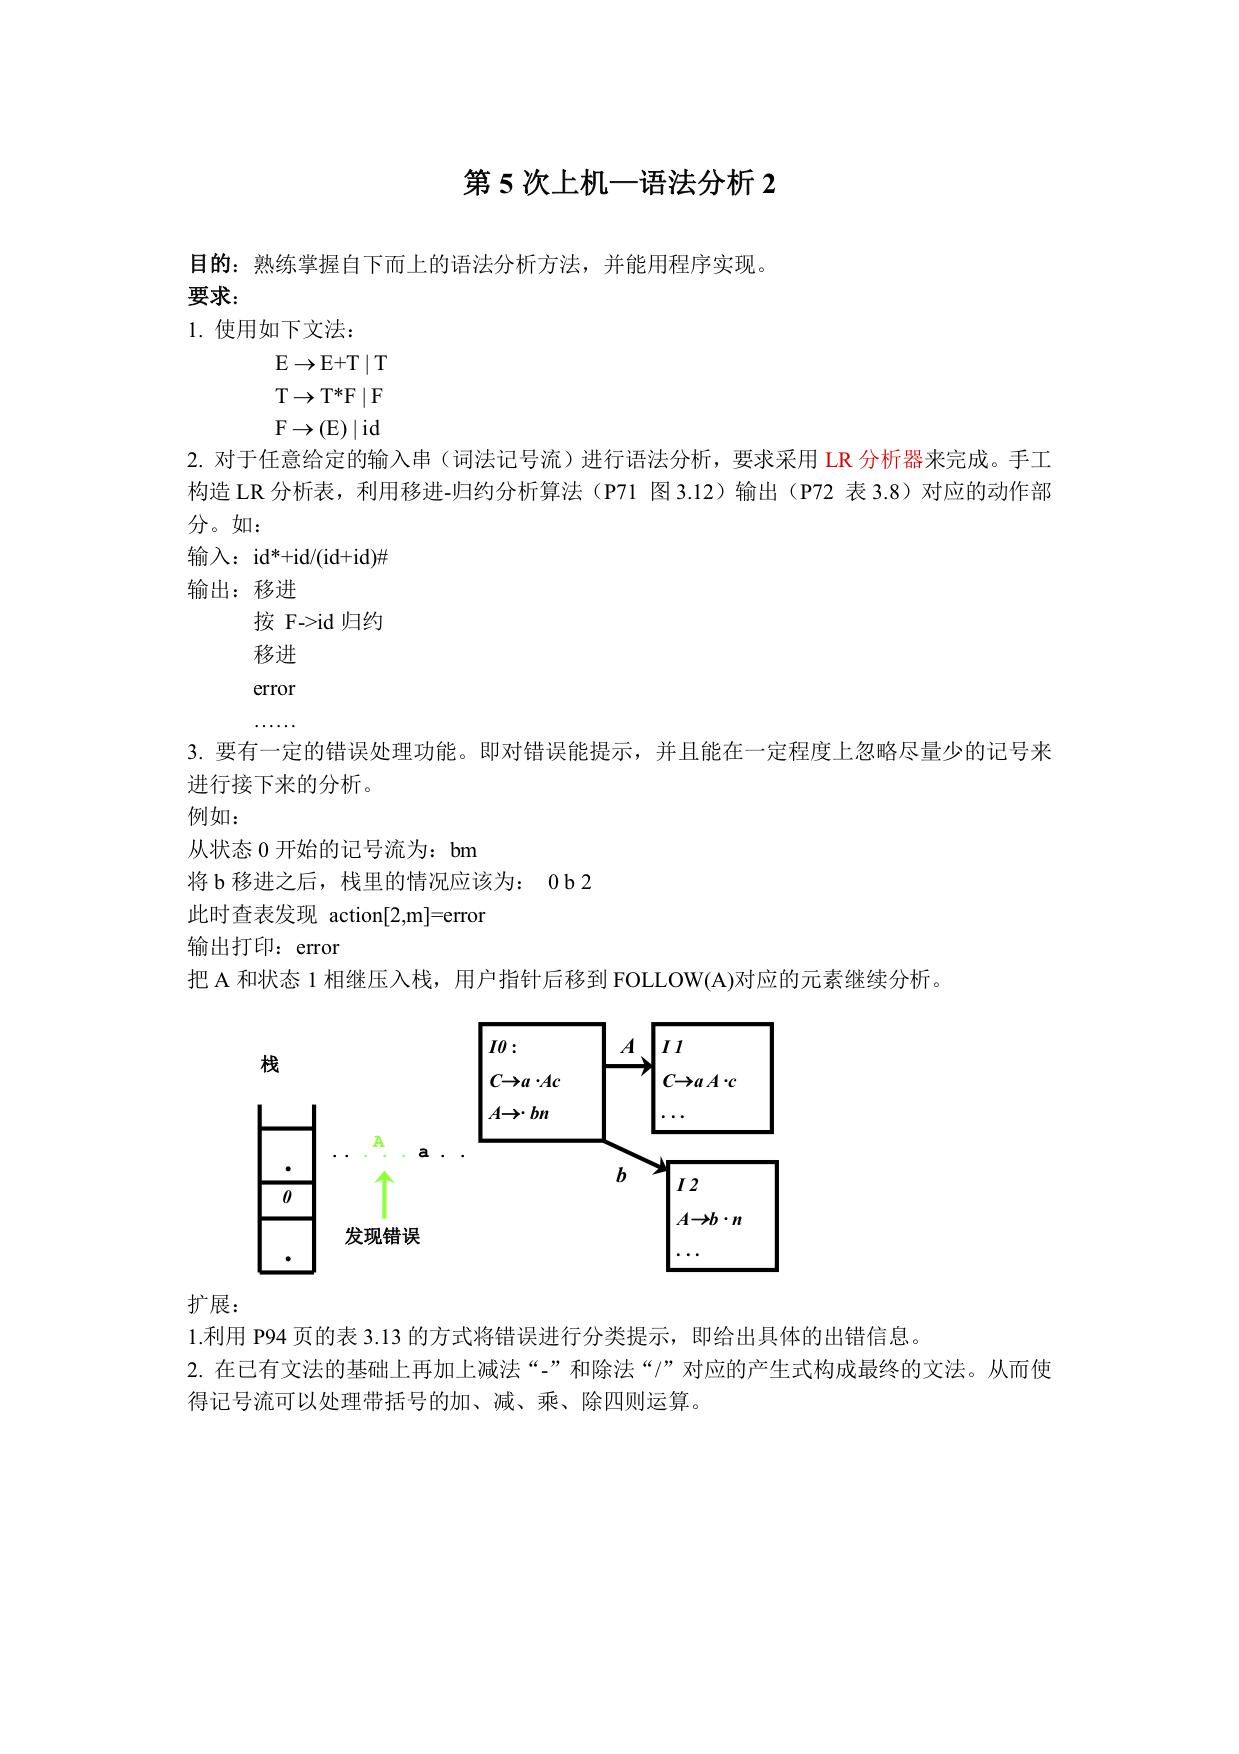 第 5 次上机—语法分析 2
目的：熟练掌握自下而上的语法分析方法，并能用程序实现。
要求：
1. 使用如下文法：
E → E+T | T
T → T*F | F
F → (E) | id
2. 对于任意给定的输入串（词法记号流）进行语法分析，要求采用 LR 分析器来完成。手工
构造 LR 分析表，利用移进-归约分析算法（P71 图 3.12）输出（P72 表 3.8）对应的动作部
分。如：
输入：id*+id/(id+id)#
输出：移进
按 F->id 归约
移进
error
……
3. 要有一定的错误处理功能。即对错误能提示，并且能在一定程度上忽略尽量少的记号来
进行接下来的分析。
例如：
从状态 0 开始的记号流为：bm
将 b 移进之后，栈里的情况应该为： 0 b 2
此时查表发现 action[2,m]=error
输出打印：error
把 A 和状态 1 相继压入栈，用户指针后移到 FOLLOW(A)对应的元素继续分析。
栈
0
. . . . . a . .
A
发现错误
I0 :
C→a ·Ac
A→· bn
A
I 1
C→a A ·c
. . .
b
I 2
A→b · n
. . .
扩展：
1.利用 P94 页的表 3.13 的方式将错误进行分类提示，即给出具体的出错信息。
2. 在已有文法的基础上再加上减法“-”和除法“/”对应的产生式构成最终的文法。从而使
得记号流可以处理带括号的加、减、乘、除四则运算。